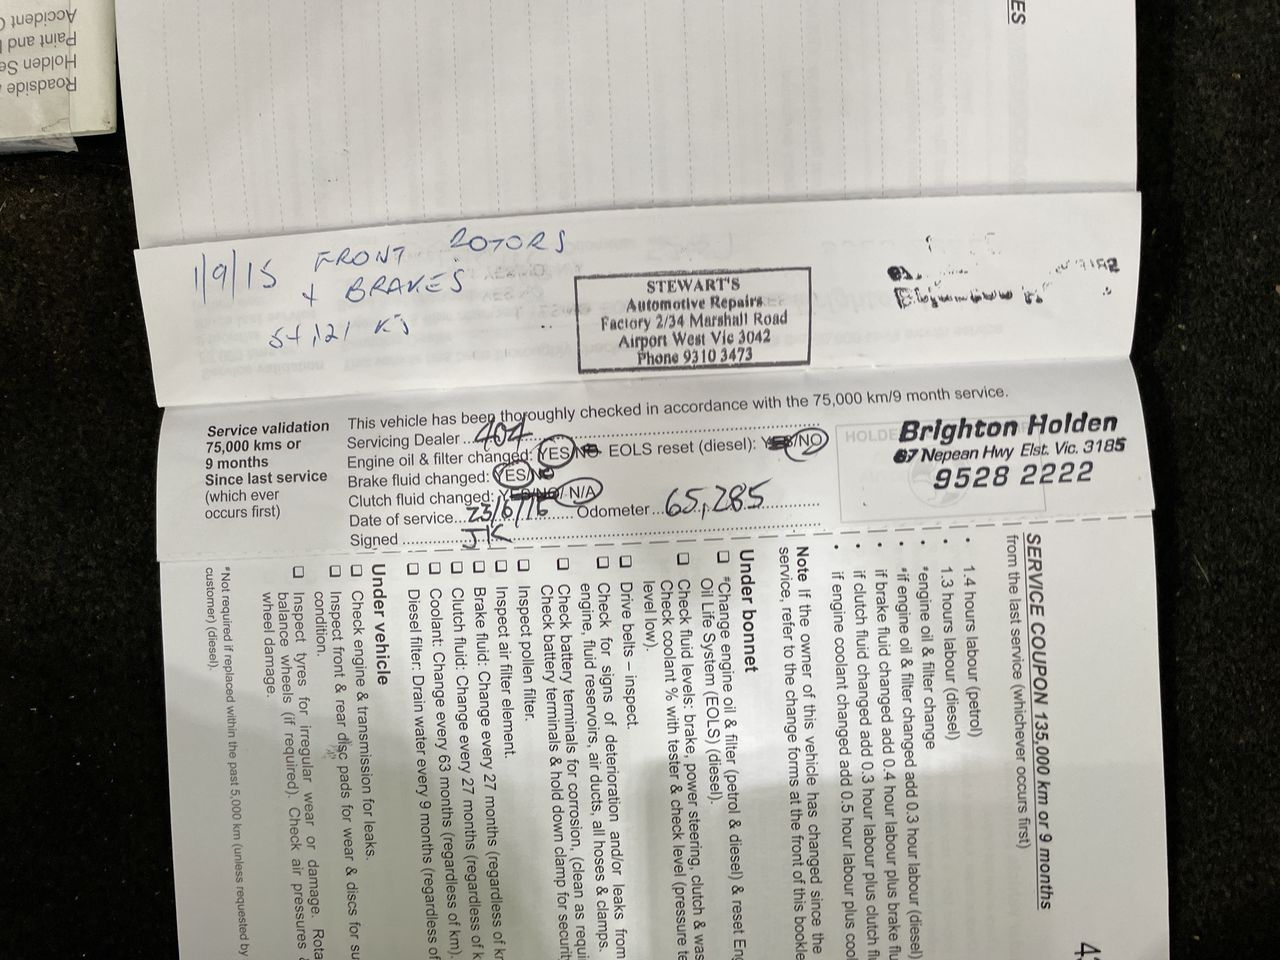 Roadside
Holden Se
Paint and
Accident
ES
1/9/15 FRONT ROTORS
+ BRAKES
54,121 K's
STEWART'S
Automotive Repairs
Factory 2/34 Marshall Road
Airport West Vic 3042
Phone 9310 3473
Service validation
75,000 kms or
9 months
Since last service
(which ever
occurs first)
This vehicle has been thoroughly checked in accordance with the 75,000 km/9 month service.
Servicing Dealer ... 404
Engine oil & filter changed: YES/NO EOLS reset (diesel): YES/NO
Brake fluid changed: YES/NO
Clutch fluid changed: YES/NO/ N/A
Date of service... 23/6/16 ... Odometer... 65,285
Signed ... JK
HOLDE
Brighton Holden
67 Nepean Hwy Elst. Vic. 3185
9528 2222
SERVICE COUPON 135,000 km or 9 months
from the last service (whichever occurs first)
• 1.4 hours labour (petrol)
• 1.3 hours labour (diesel)
• *engine oil & filter change
• *if engine oil & filter changed add 0.3 hour labour (diesel)
• if brake fluid changed add 0.4 hour labour plus brake flu
• if clutch fluid changed add 0.3 hour labour plus clutch fl
• if engine coolant changed add 0.5 hour labour plus cool
Note If the owner of this vehicle has changed since the
service, refer to the change forms at the front of this bookle
Under bonnet
☐ *Change engine oil & filter (petrol & diesel) & reset Eng
Oil Life System (EOLS) (diesel).
☐ Check fluid levels: brake, power steering, clutch & was
Check coolant % with tester & check level (pressure te
level low).
☐ Drive belts – inspect.
☐ Check for signs of deterioration and/or leaks from
engine, fluid reservoirs, air ducts, all hoses & clamps.
☐ Check battery terminals for corrosion, (clean as requi
Check battery terminals & hold down clamp for securit
☐ Inspect pollen filter.
☐ Inspect air filter element.
☐ Brake fluid: Change every 27 months (regardless of kr
☐ Clutch fluid: Change every 27 months (regardless of k
☐ Coolant: Change every 63 months (regardless of km).
☐ Diesel filter: Drain water every 9 months (regardless of
Under vehicle
☐ Check engine & transmission for leaks.
☐ Inspect front & rear disc pads for wear & discs for su
condition.
☐ Inspect tyres for irregular wear or damage. Rota
balance wheels (if required). Check air pressures &
wheel damage.
*Not required if replaced within the past 5,000 km (unless requested by
customer) (diesel).